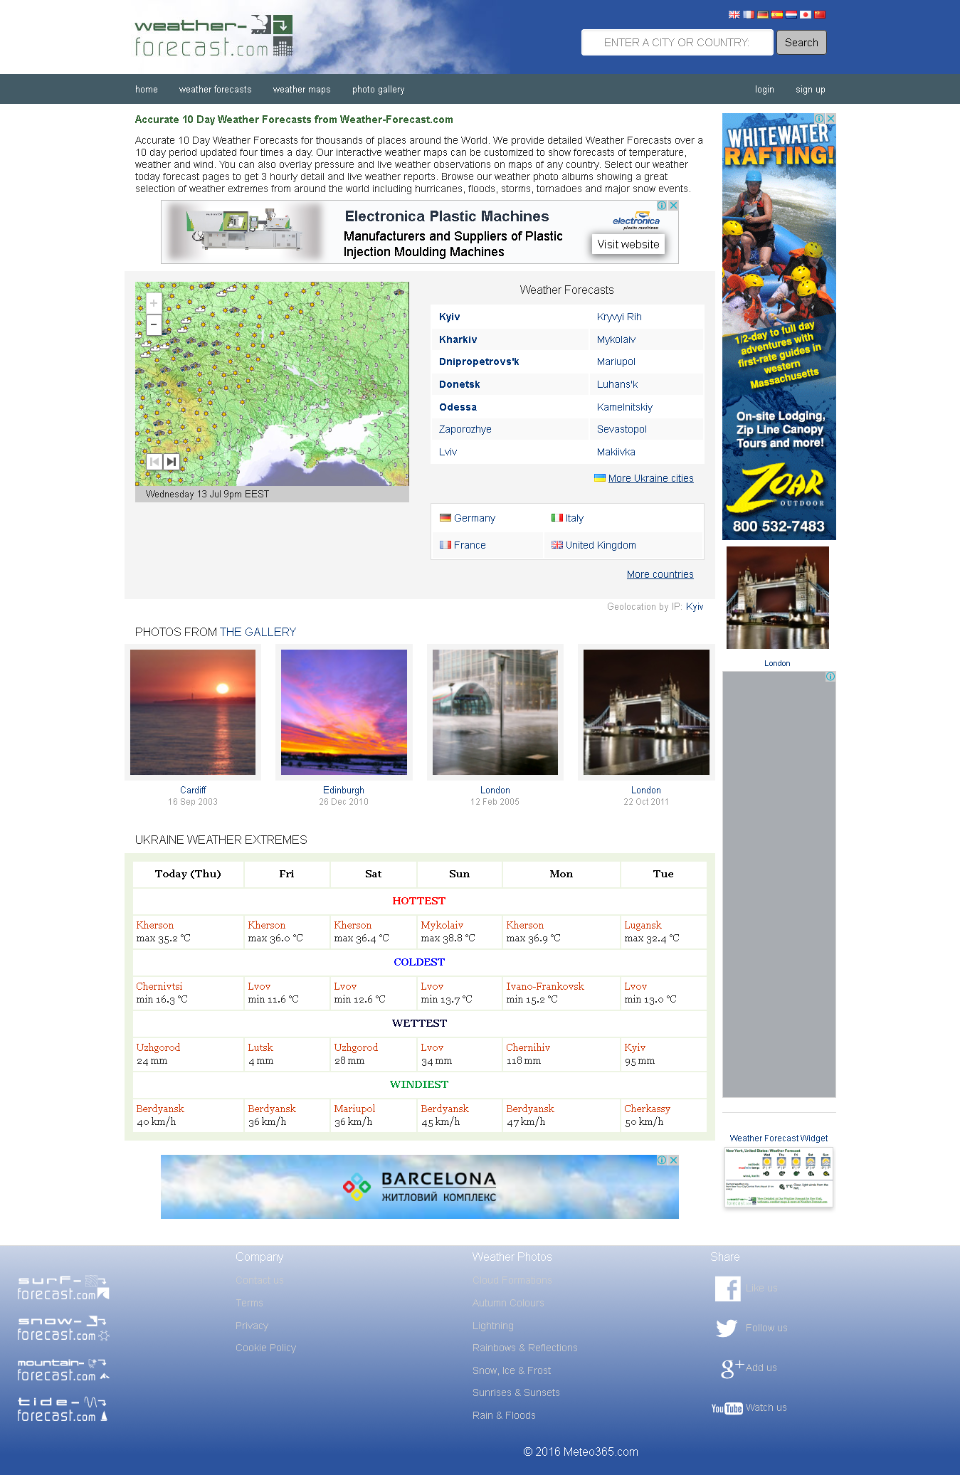 weather-
forecast.com
ENTER A CITY OR COUNTRY:
Search
home
weather forecasts
weather maps
photo gallery
login
sign up
Accurate 10 Day Weather Forecasts from Weather-Forecast.com
Accurate 10 Day Weather Forecasts for thousands of places around the World. We provide detailed Weather Forecasts over a
10 day period updated four times a day. Our interactive weather maps can be customized to show forecasts of temperature,
weather and wind. You can also overlay pressure and live weather observations on maps of any country. Select our weather
today forecast pages to get 3 hourly detail and live weather reports. Browse our weather photo albums showing a great
selection of weather extremes from around the world including hurricanes, floods, storms, tornadoes and major snow events.
Electronica Plastic Machines
Manufacturers and Suppliers of Plastic
Injection Moulding Machines
electronica
plastic machines
Visit website
WHITEWATER
RAFTING!
1/2-day to full day
adventures with
first-rate guides in
western
Massachusetts
On-site Lodging,
Zip Line Canopy
Tours and more!
ZOAR
OUTDOOR
800 532-7483
+
−
Wednesday 13 Jul 9pm EEST
Weather Forecasts
Kyiv Kryvyi Rih
Kharkiv Mykolaiv
Dnipropetrovs'k Mariupol
Donetsk Luhans'k
Odessa Kamelnitskiy
Zaporozhye Sevastopol
Lviv Makiivka
More Ukraine cities
Germany Italy
France United Kingdom
More countries
Geolocation by IP: Kyiv
London
PHOTOS FROM THE GALLERY
Cardiff
16 Sep 2003
Edinburgh
26 Dec 2010
London
12 Feb 2005
London
22 Oct 2011
UKRAINE WEATHER EXTREMES
Today (Thu) Fri Sat Sun Mon Tue
HOTTEST
Kherson Kherson Kherson Mykolaiv Kherson Lugansk
max 35.2 °C max 36.0 °C max 36.4 °C max 38.8 °C max 36.9 °C max 32.4 °C
COLDEST
Chernivtsi Lvov Lvov Lvov Ivano-Frankovsk Lvov
min 16.3 °C min 11.6 °C min 12.6 °C min 13.7 °C min 15.2 °C min 13.0 °C
WETTEST
Uzhgorod Lutsk Uzhgorod Lvov Chernihiv Kyiv
24 mm 4 mm 28 mm 34 mm 118 mm 95 mm
WINDIEST
Berdyansk Berdyansk Mariupol Berdyansk Berdyansk Cherkassy
40 km/h 36 km/h 36 km/h 45 km/h 47 km/h 50 km/h
Weather Forecast Widget
BARCELONA
ЖИТЛОВИЙ КОМПЛЕКС
surf-
forecast.com
snow-
forecast.com
mountain-
forecast.com
tide-
forecast.com
Company
Contact us
Terms
Privacy
Cookie Policy
Weather Photos
Cloud Formations
Autumn Colours
Lightning
Rainbows & Reflections
Snow, Ice & Frost
Sunrises & Sunsets
Rain & Floods
Share
Like us
Follow us
Add us
YouTube Watch us
© 2016 Meteo365.com